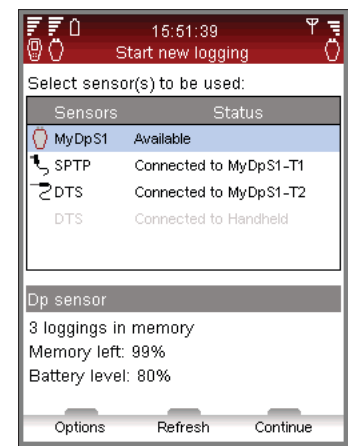 15:51:39
Start new logging
Select sensor(s) to be used:
Sensors Status
MyDpS1 Available
SPTP Connected to MyDpS1-T1
DTS Connected to MyDpS1-T2
DTS Connected to Handheld
Dp sensor
3 loggings in memory
Memory left: 99%
Battery level: 80%
Options Refresh Continue